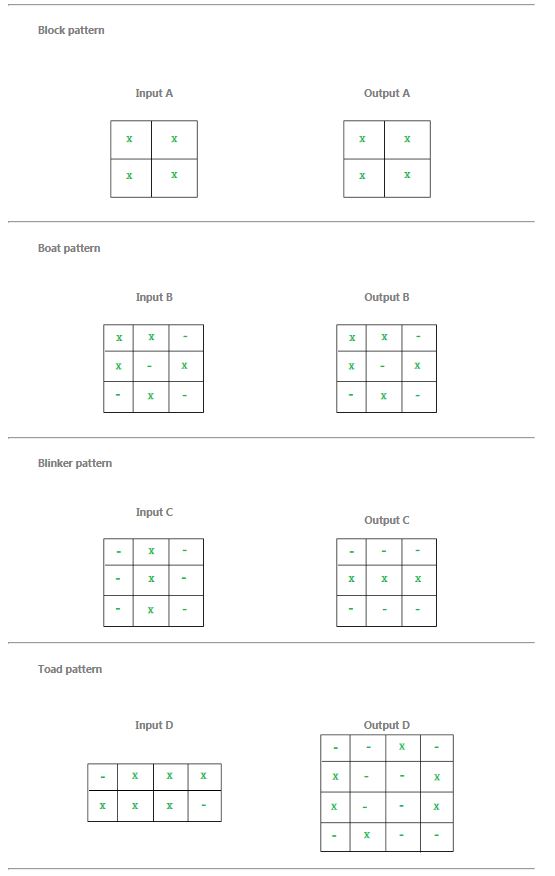 Block pattern
Input A Output A
x x x x
x x x x
Boat pattern
Input B Output B
x x - x x -
x - x x - x
- x - - x -
Blinker pattern
Input C
Output C
- x - - - -
- x - x x x
- x - - - -
Toad pattern
Input D Output D
- - x -
- x x x
x - - x
x x x -
x - - x
- x - -